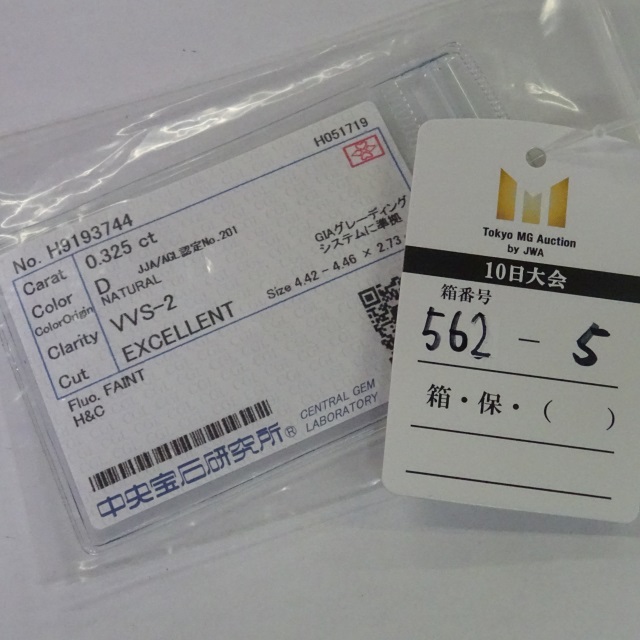 H051719
No. H9193744
Carat 0.325 ct
Color D JJA/AGL認定No.201
ColorOrigin NATURAL
Clarity VVS-2
Cut EXCELLENT
GIAグレーディング
システムに準拠
Size 4.42 - 4.46 × 2.73
Fluo. FAINT
H&C
中央宝石研究所®
CENTRAL GEM
LABORATORY
Tokyo MG Auction
by JWA
10日大会
箱番号
562 - 5
箱・保・( )